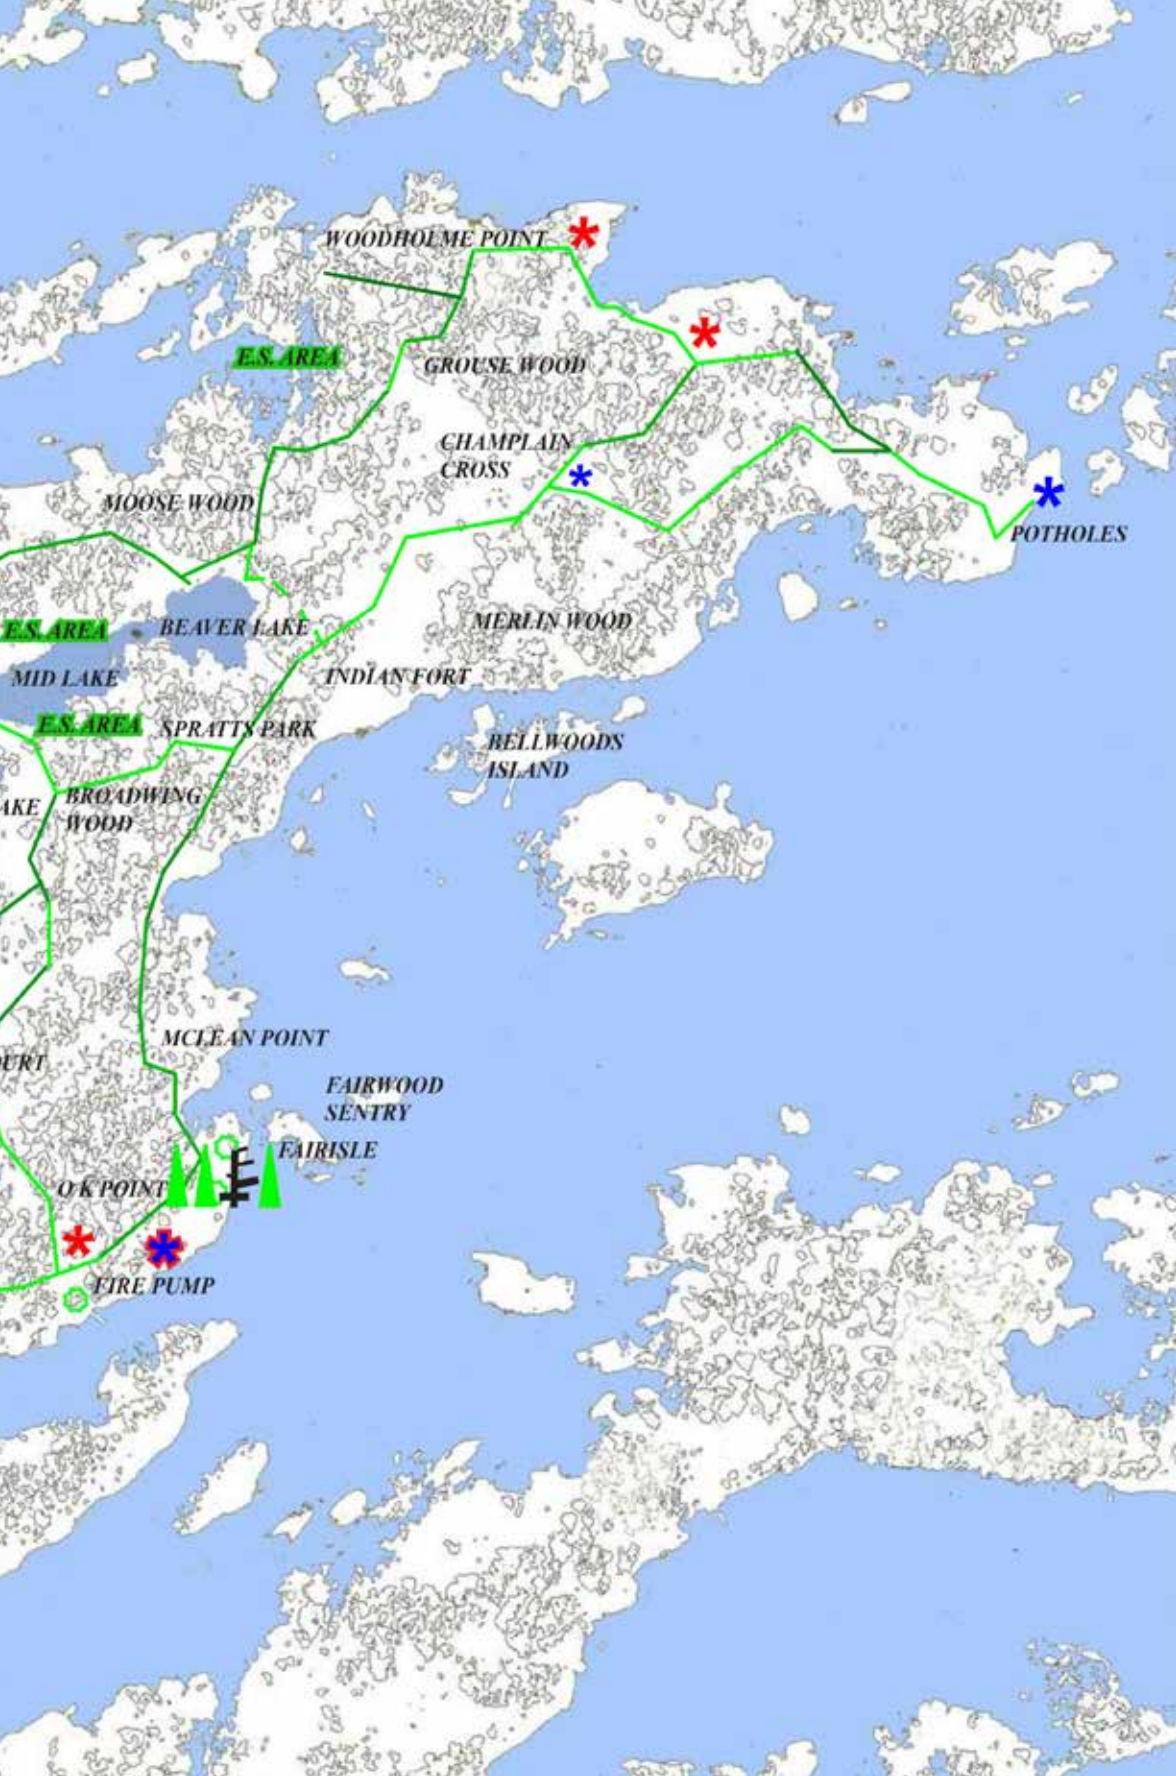 WOODHOLME POINT
E.S. AREA
GROUSE WOOD
CHAMPLAIN
CROSS
MOOSE WOOD
POTHOLES
E.S. AREA
BEAVER LAKE
MERLIN WOOD
MID LAKE
INDIAN FORT
E.S. AREA
SPRATTS PARK
BELLWOODS
ISLAND
AKE
BROADWING
WOOD
MCLEAN POINT
URT
FAIRWOOD
SENTRY
FAIRISLE
O K POINT
FIRE PUMP